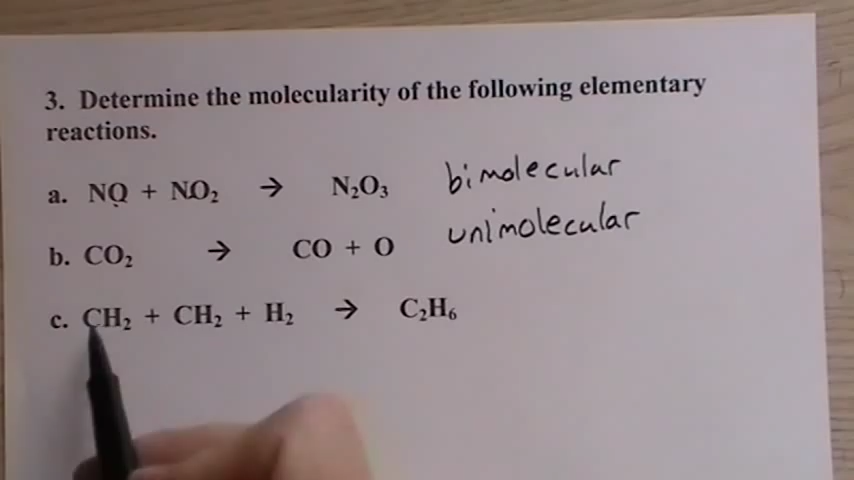 3. Determine the molecularity of the following elementary
reactions.
a. NO + NO₂ → N₂O₃ bimolecular
b. CO₂ → CO + O unimolecular
c. CH₂ + CH₂ + H₂ → C₂H₆